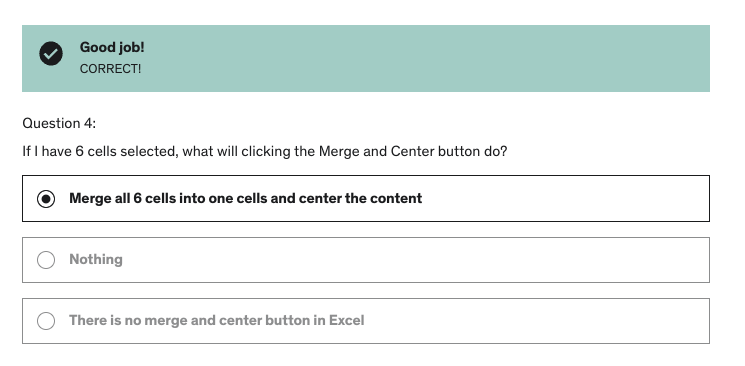 Good job!
CORRECT!
Question 4:
If I have 6 cells selected, what will clicking the Merge and Center button do?
Merge all 6 cells into one cells and center the content
Nothing
There is no merge and center button in Excel